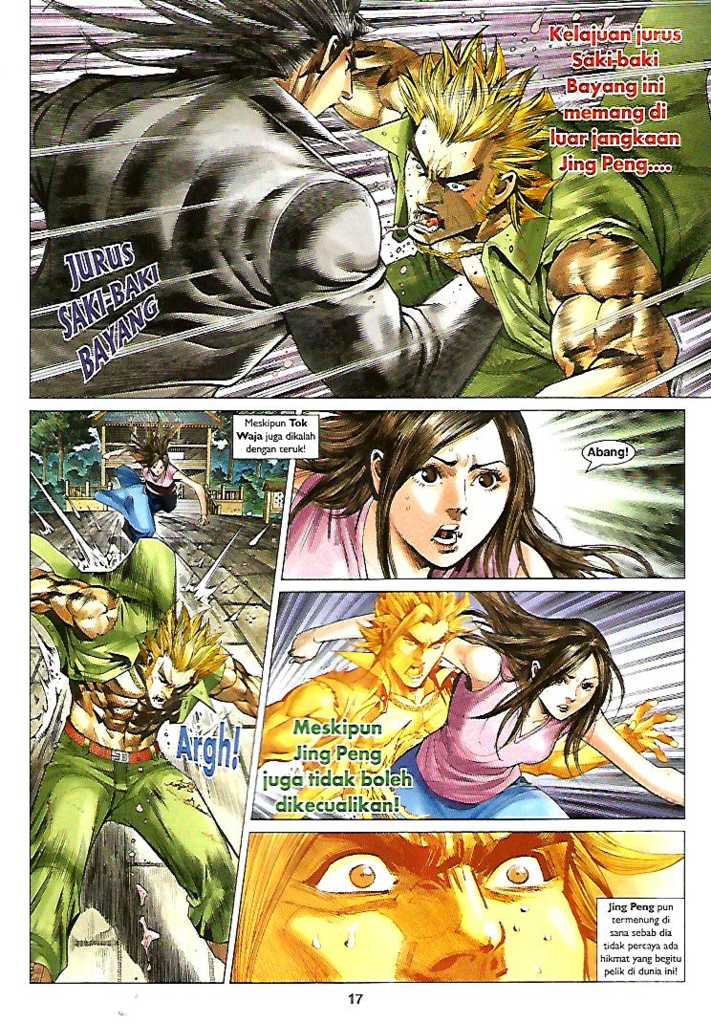 Kelajuan jurus
Saki-baki
Bayang ini
memang di
luar jangkaan
Jing Peng....
JURUS
SAKI-BAKI
BAYANG
Meskipun Tok
Waja juga dikalah
dengan teruk!
Abang!
Argh!
Meskipun
Jing Peng
juga tidak boleh
dikecualikan!
Jing Peng pun
termenung di
sana sebab dia
tidak percaya ada
hikmat yang begitu
pelik di dunia ini!
17